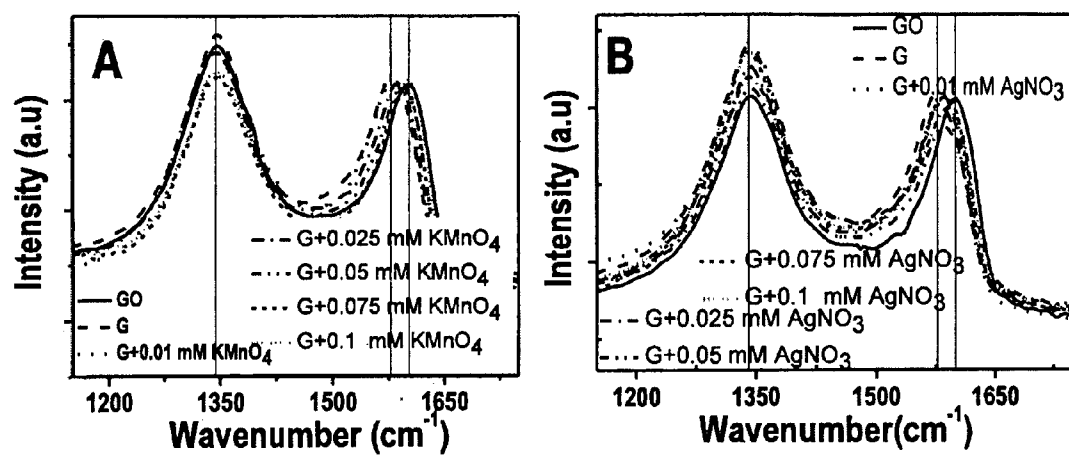 A
Intensity (a.u)
G+0.025 mM KMnO4
G+0.05 mM KMnO4
G+0.075 mM KMnO4
G+0.1 mM KMnO4
GO
G
G+0.01 mM KMnO4
1200 1350 1500 1650
Wavenumber (cm-1)
B
Intensity (a.u)
GO
G
G+0.01 mM AgNO3
G+0.075 mM AgNO3
G+0.1 mM AgNO3
G+0.025 mM AgNO3
G+0.05 mM AgNO3
1200 1350 1500 1650
Wavenumber(cm-1)